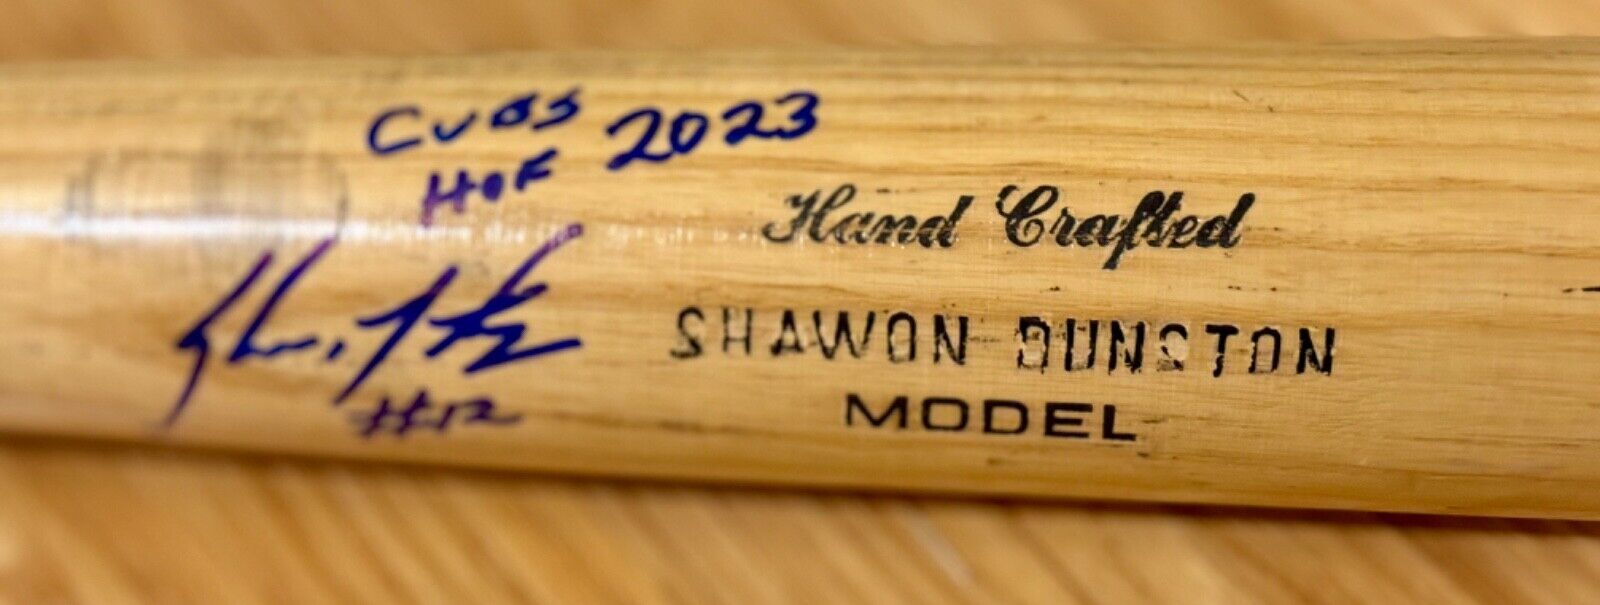 CUBS
HOF 2023
#12
Hand Crafted
SHAWON DUNSTON
MODEL